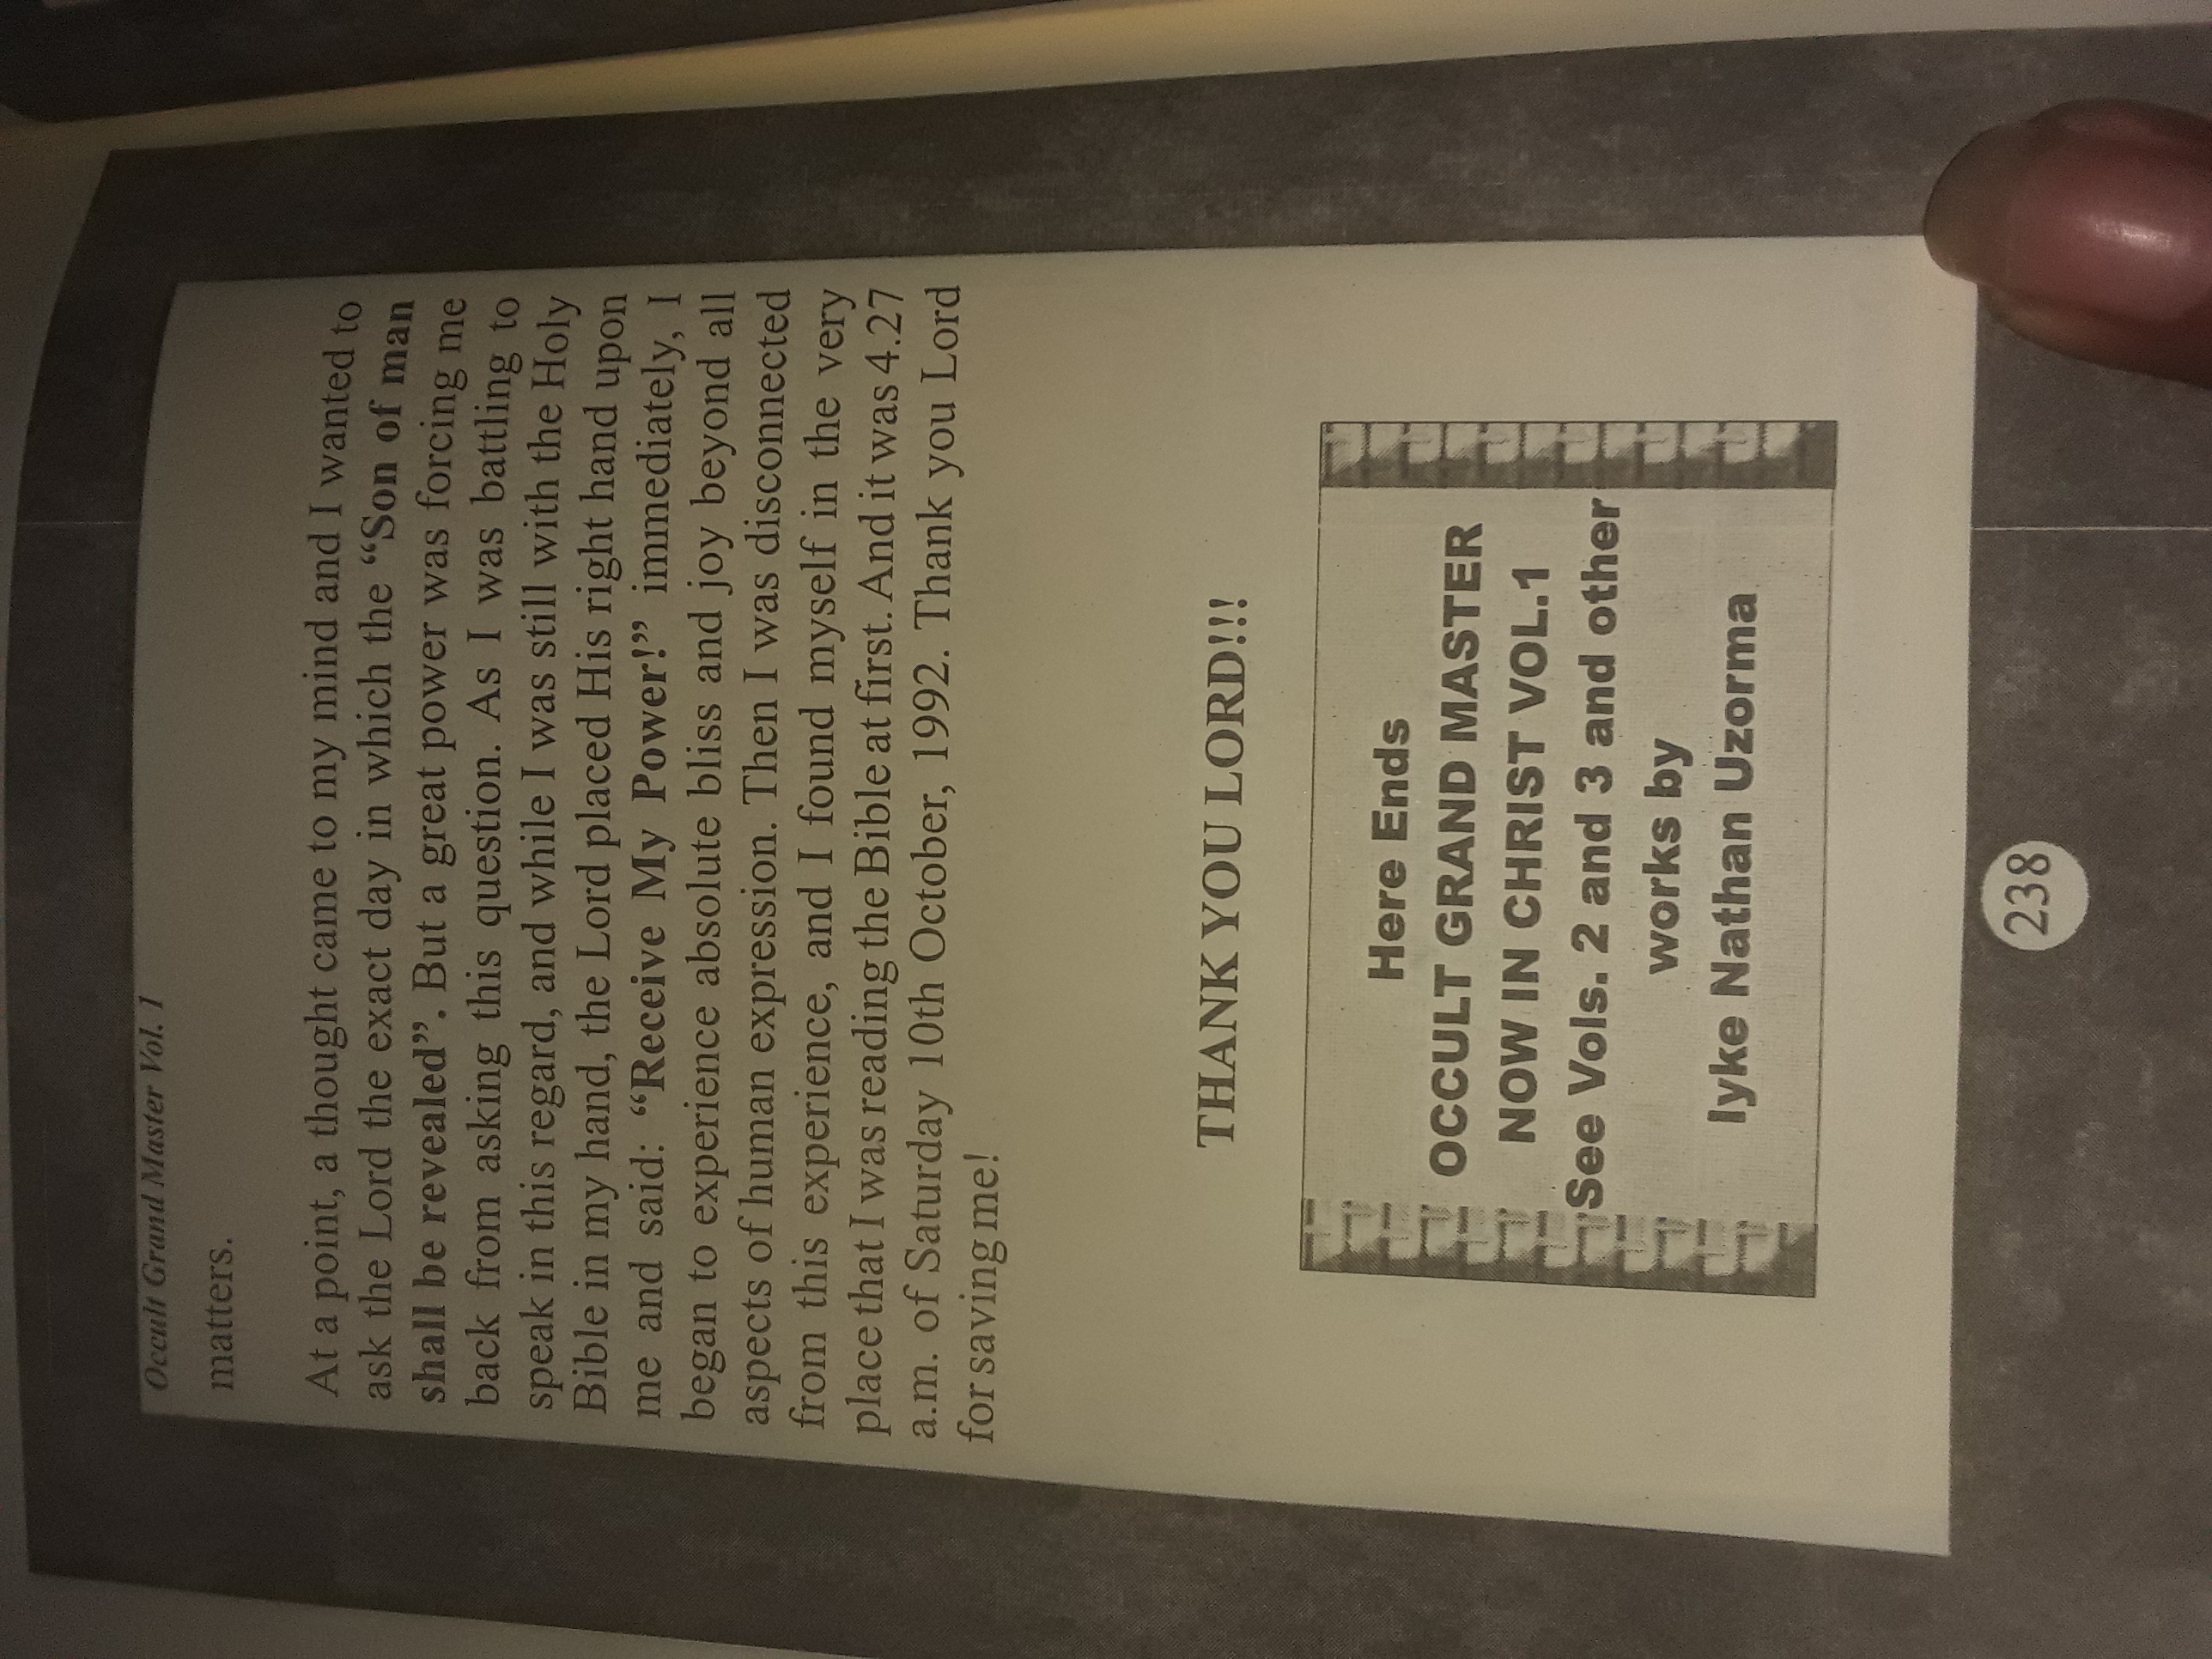 Occult Grand Master Vol. 1
matters.
At a point, a thought came to my mind and I wanted to
ask the Lord the exact day in which the “Son of man
shall be revealed”. But a great power was forcing me
back from asking this question. As I was battling to
speak in this regard, and while I was still with the Holy
Bible in my hand, the Lord placed His right hand upon
me and said: “Receive My Power!” immediately, I
began to experience absolute bliss and joy beyond all
aspects of human expression. Then I was disconnected
from this experience, and I found myself in the very
place that I was reading the Bible at first. And it was 4.27
a.m. of Saturday 10th October, 1992. Thank you Lord
for saving me!
THANK YOU LORD!!!
Here Ends
OCCULT GRAND MASTER
NOW IN CHRIST VOL.1
See Vols. 2 and 3 and other
works by
Iyke Nathan Uzorma
238